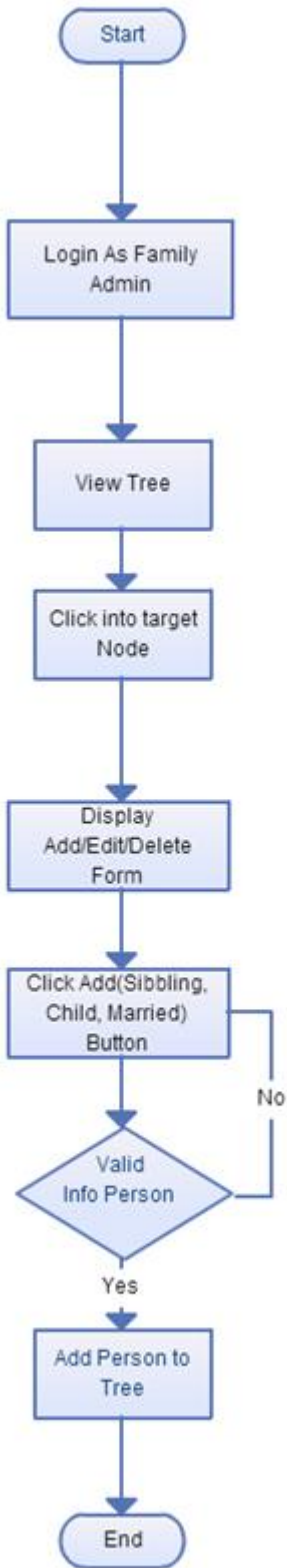 Start
Login As Family
Admin
View Tree
Click into target
Node
Display
Add/Edit/Delete
Form
Click Add(Sibbling,
Child, Married)
Button
No
Valid
Info Person
Yes
Add Person to
Tree
End